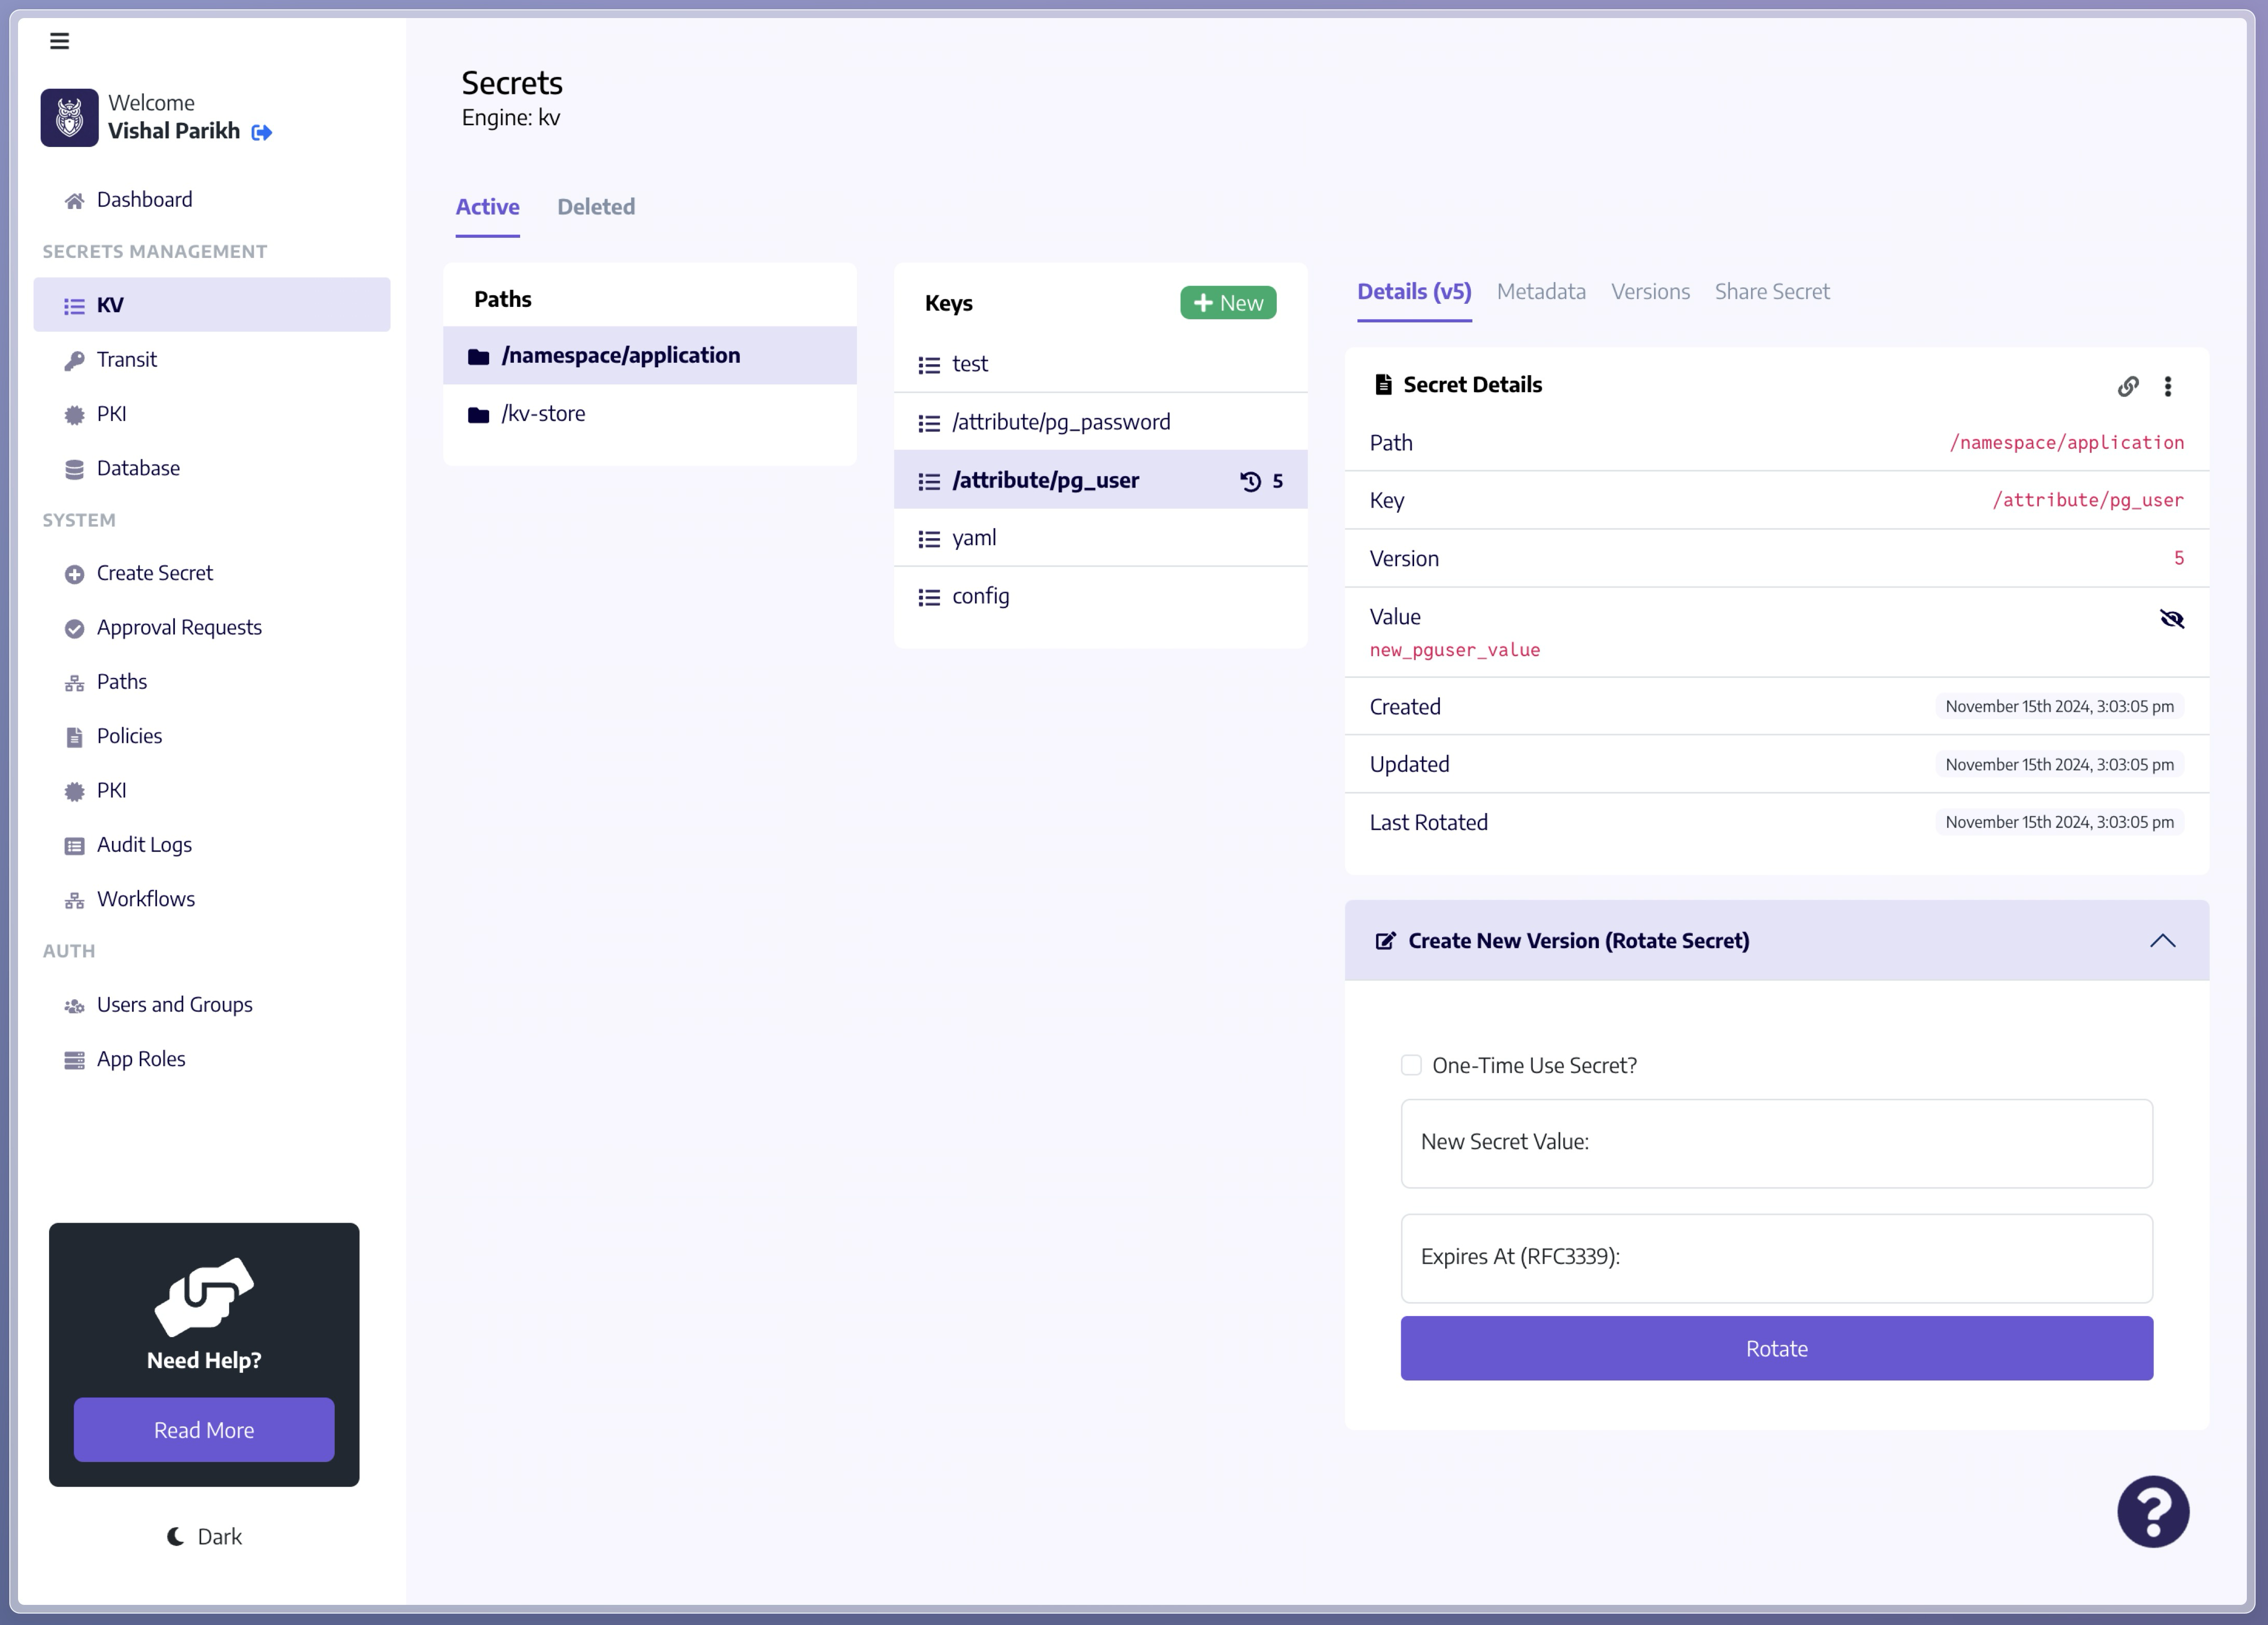 Welcome
Vishal Parikh
Dashboard
SECRETS MANAGEMENT
KV
Transit
PKI
Database
SYSTEM
Create Secret
Approval Requests
Paths
Policies
PKI
Audit Logs
Workflows
AUTH
Users and Groups
App Roles
Need Help?
Read More
Dark
Secrets
Engine: kv
Active Deleted
Paths
/namespace/application
/kv-store
Keys
New
test
/attribute/pg_password
/attribute/pg_user 5
yaml
config
Details (v5) Metadata Versions Share Secret
Secret Details
Path /namespace/application
Key /attribute/pg_user
Version 5
Value
new_pguser_value
Created November 15th 2024, 3:03:05 pm
Updated November 15th 2024, 3:03:05 pm
Last Rotated November 15th 2024, 3:03:05 pm
Create New Version (Rotate Secret)
One-Time Use Secret?
New Secret Value:
Expires At (RFC3339):
Rotate